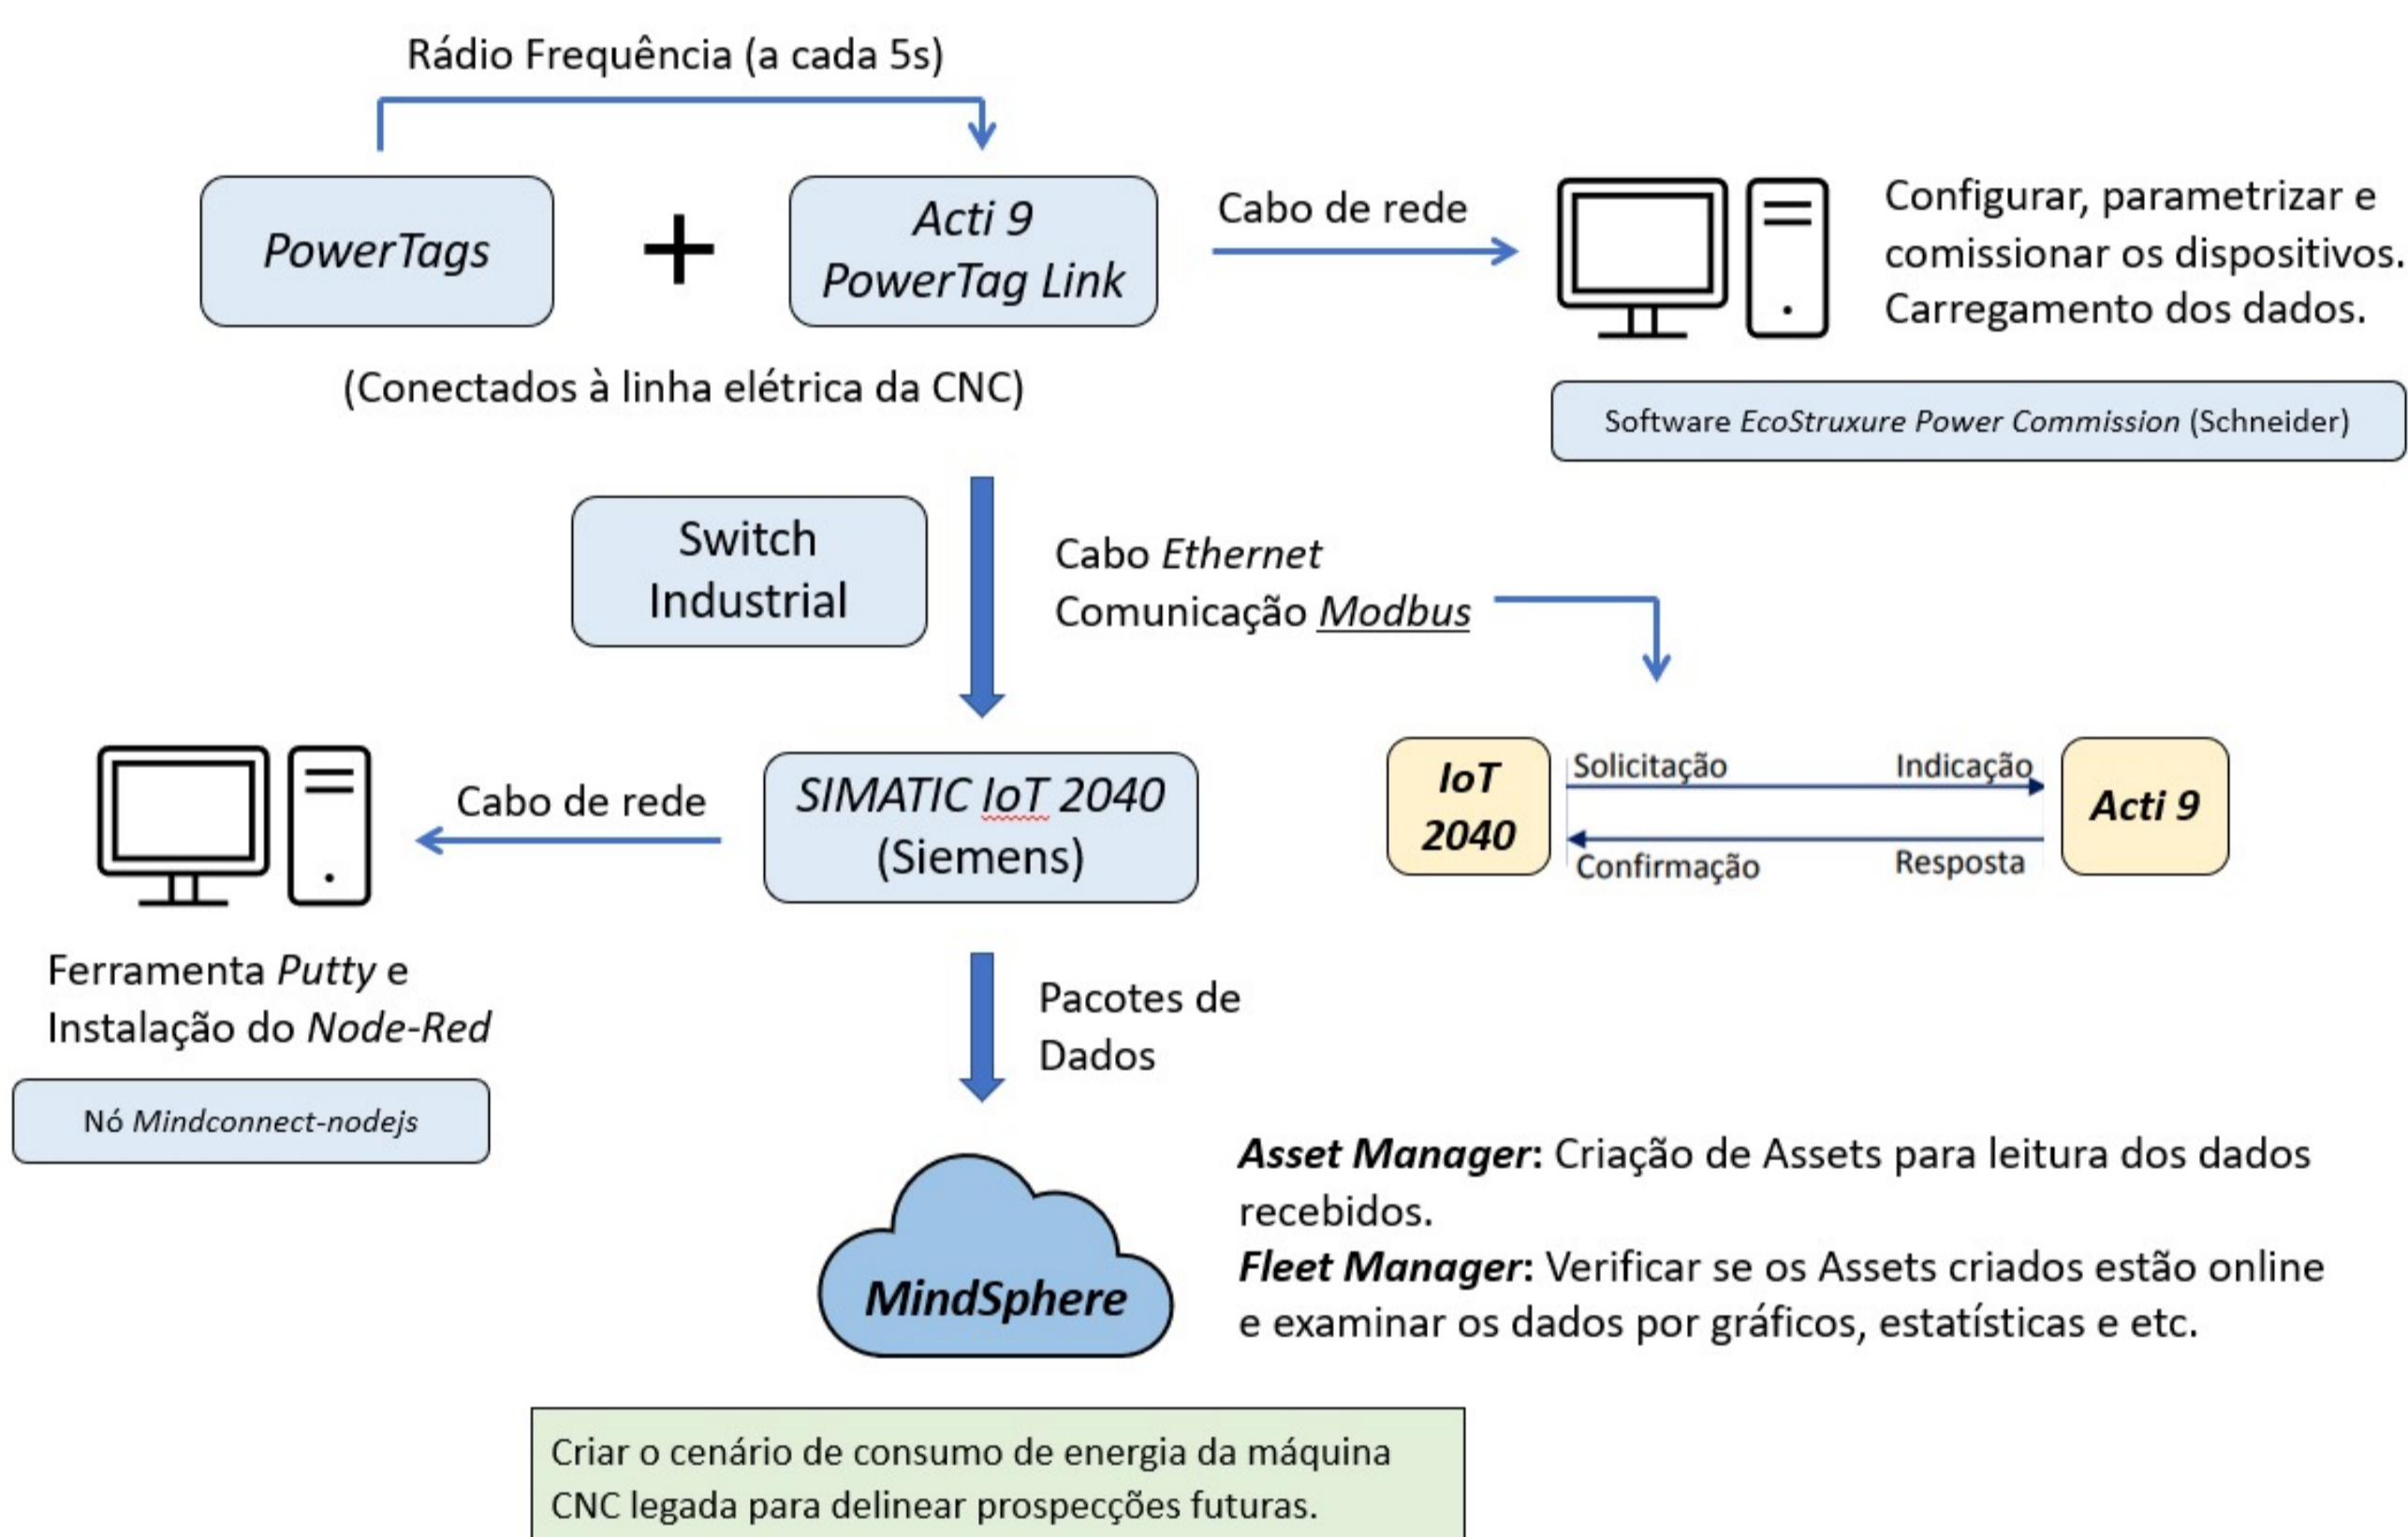 Rádio Frequência (a cada 5s)
PowerTags
+
Acti 9
PowerTag Link
Cabo de rede
Configurar, parametrizar e
comissionar os dispositivos.
Carregamento dos dados.
(Conectados à linha elétrica da CNC)
Software EcoStruxure Power Commission (Schneider)
Switch
Industrial
Cabo Ethernet
Comunicação Modbus
Cabo de rede
SIMATIC IoT 2040
(Siemens)
IoT
2040
Solicitação
Indicação
Confirmação
Resposta
Acti 9
Ferramenta Putty e
Instalação do Node-Red
Nó Mindconnect-nodejs
Pacotes de
Dados
MindSphere
Asset Manager: Criação de Assets para leitura dos dados
recebidos.
Fleet Manager: Verificar se os Assets criados estão online
e examinar os dados por gráficos, estatísticas e etc.
Criar o cenário de consumo de energia da máquina
CNC legada para delinear prospecções futuras.